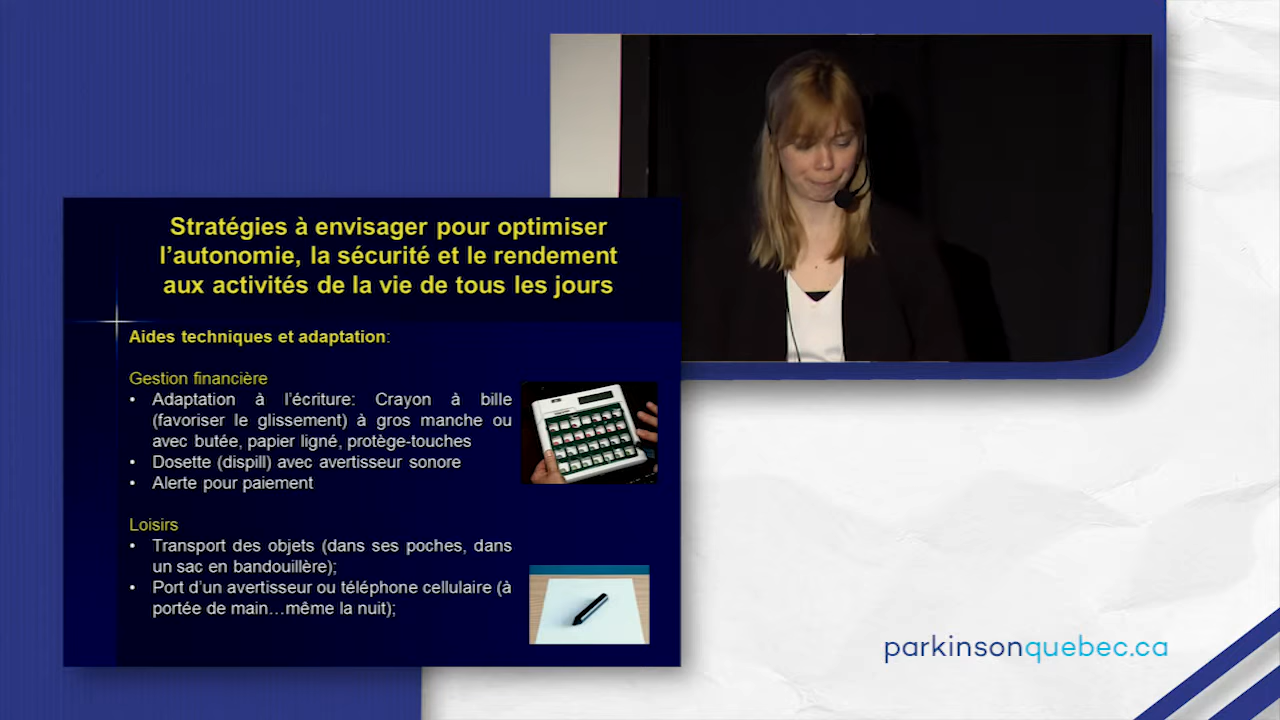 Stratégies à envisager pour optimiser
l'autonomie, la sécurité et le rendement
aux activités de la vie de tous les jours
Aides techniques et adaptation:
Gestion financière
• Adaptation à l'écriture: Crayon à bille
(favoriser le glissement) à gros manche ou
avec butée, papier ligné, protège-touches
• Dosette (dispill) avec avertisseur sonore
• Alerte pour paiement
Loisirs
• Transport des objets (dans ses poches, dans
un sac en bandouillère);
• Port d'un avertisseur ou téléphone cellulaire (à
portée de main…même la nuit);
parkinsonquebec.ca